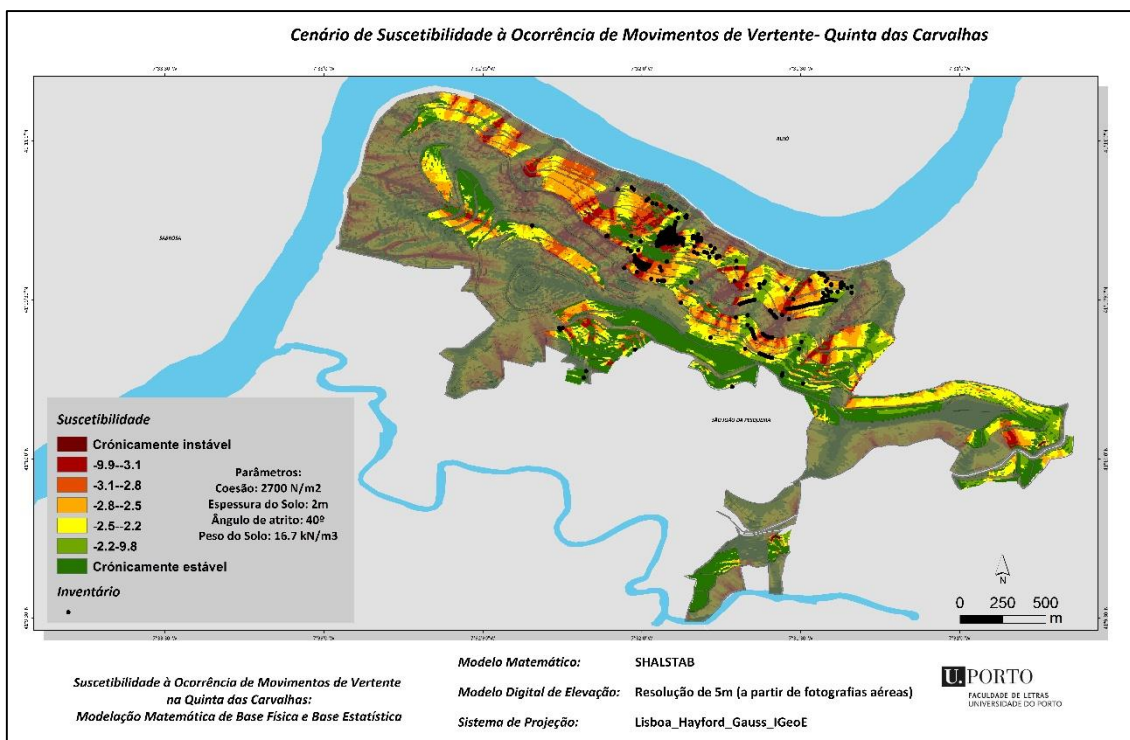 Cenário de Suscetibilidade à Ocorrência de Movimentos de Vertente- Quinta das Carvalhas
SABROSA
SÃO JOÃO DA PESQUEIRA
Suscetibilidade
Crónicamente instável
-9.9--3.1
-3.1--2.8
-2.8--2.5
-2.5--2.2
-2.2-9.8
Crónicamente estável
Inventário
Parâmetros:
Coesão: 2700 N/m2
Espessura do Solo: 2m
Ângulo de atrito: 40º
Peso do Solo: 16.7 kN/m3
N
0 250 500
m
Suscetibilidade à Ocorrência de Movimentos de Vertente
na Quinta das Carvalhas:
Modelação Matemática de Base Física e Base Estatística
Modelo Matemático: SHALSTAB
Modelo Digital de Elevação: Resolução de 5m (a partir de fotografias aéreas)
Sistema de Projeção: Lisboa_Hayford_Gauss_IGeoE
U.PORTO
FACULDADE DE LETRAS
UNIVERSIDADE DO PORTO